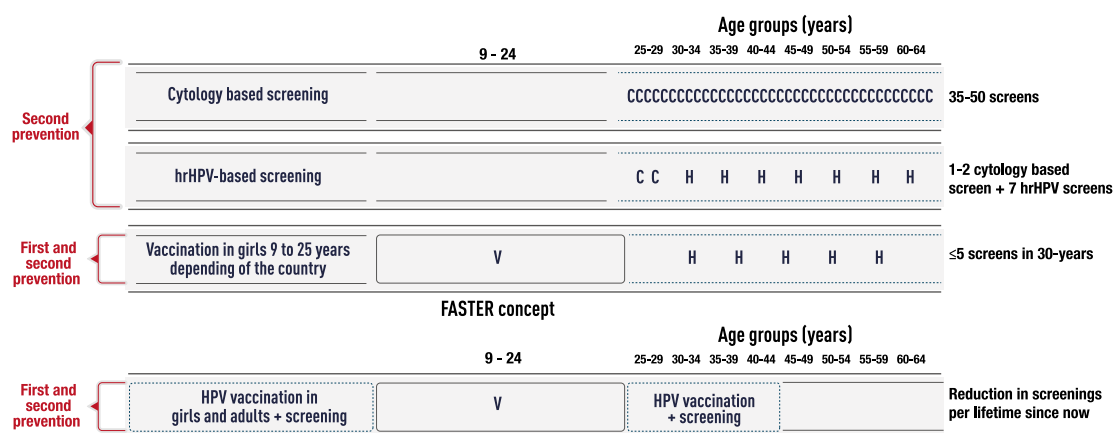 Age groups (years)
9 - 24
25-29 30-34 35-39 40-44 45-49 50-54 55-59 60-64
Second
prevention
Cytology based screening
CCCCCCCCCCCCCCCCCCCCCCCCCCCCCCCCCCCCC
35-50 screens
hrHPV-based screening
C C H H H H H H H
1-2 cytology based
screen + 7 hrHPV screens
First and
second
prevention
Vaccination in girls 9 to 25 years
depending of the country
V
H H H H H
≤5 screens in 30-years
FASTER concept
Age groups (years)
9 - 24
25-29 30-34 35-39 40-44 45-49 50-54 55-59 60-64
First and
second
prevention
HPV vaccination in
girls and adults + screening
V
HPV vaccination
+ screening
Reduction in screenings
per lifetime since now